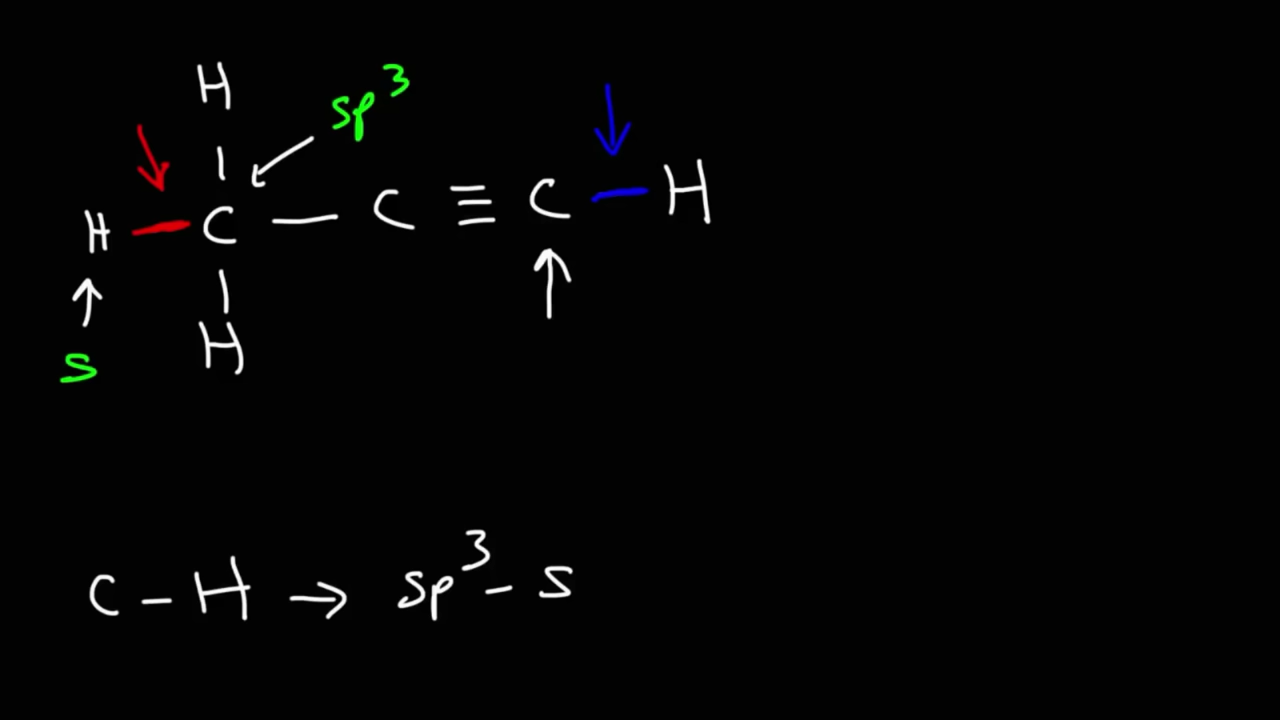 H
sp³
H — C — C ≡ C — H
S
H
C – H → sp³ – S